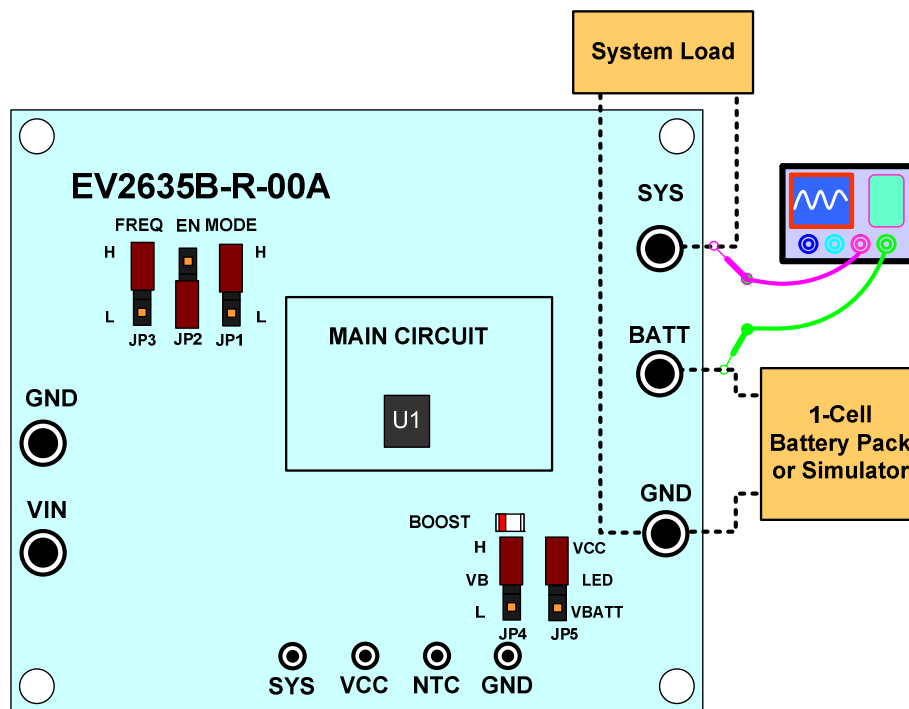 System Load
EV2635B-R-00A
SYS
FREQ EN MODE
H H
L L
JP3 JP2 JP1
MAIN CIRCUIT
BATT
U1
GND
1-Cell
Battery Pack
or Simulator
VIN
GND
BOOST
H VCC
VB LED
L VBATT
JP4 JP5
SYS VCC NTC GND